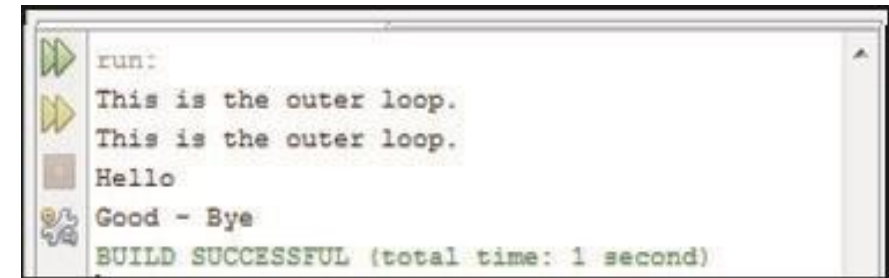 run:
This is the outer loop.
This is the outer loop.
Hello
Good - Bye
BUILD SUCCESSFUL (total time: 1 second)